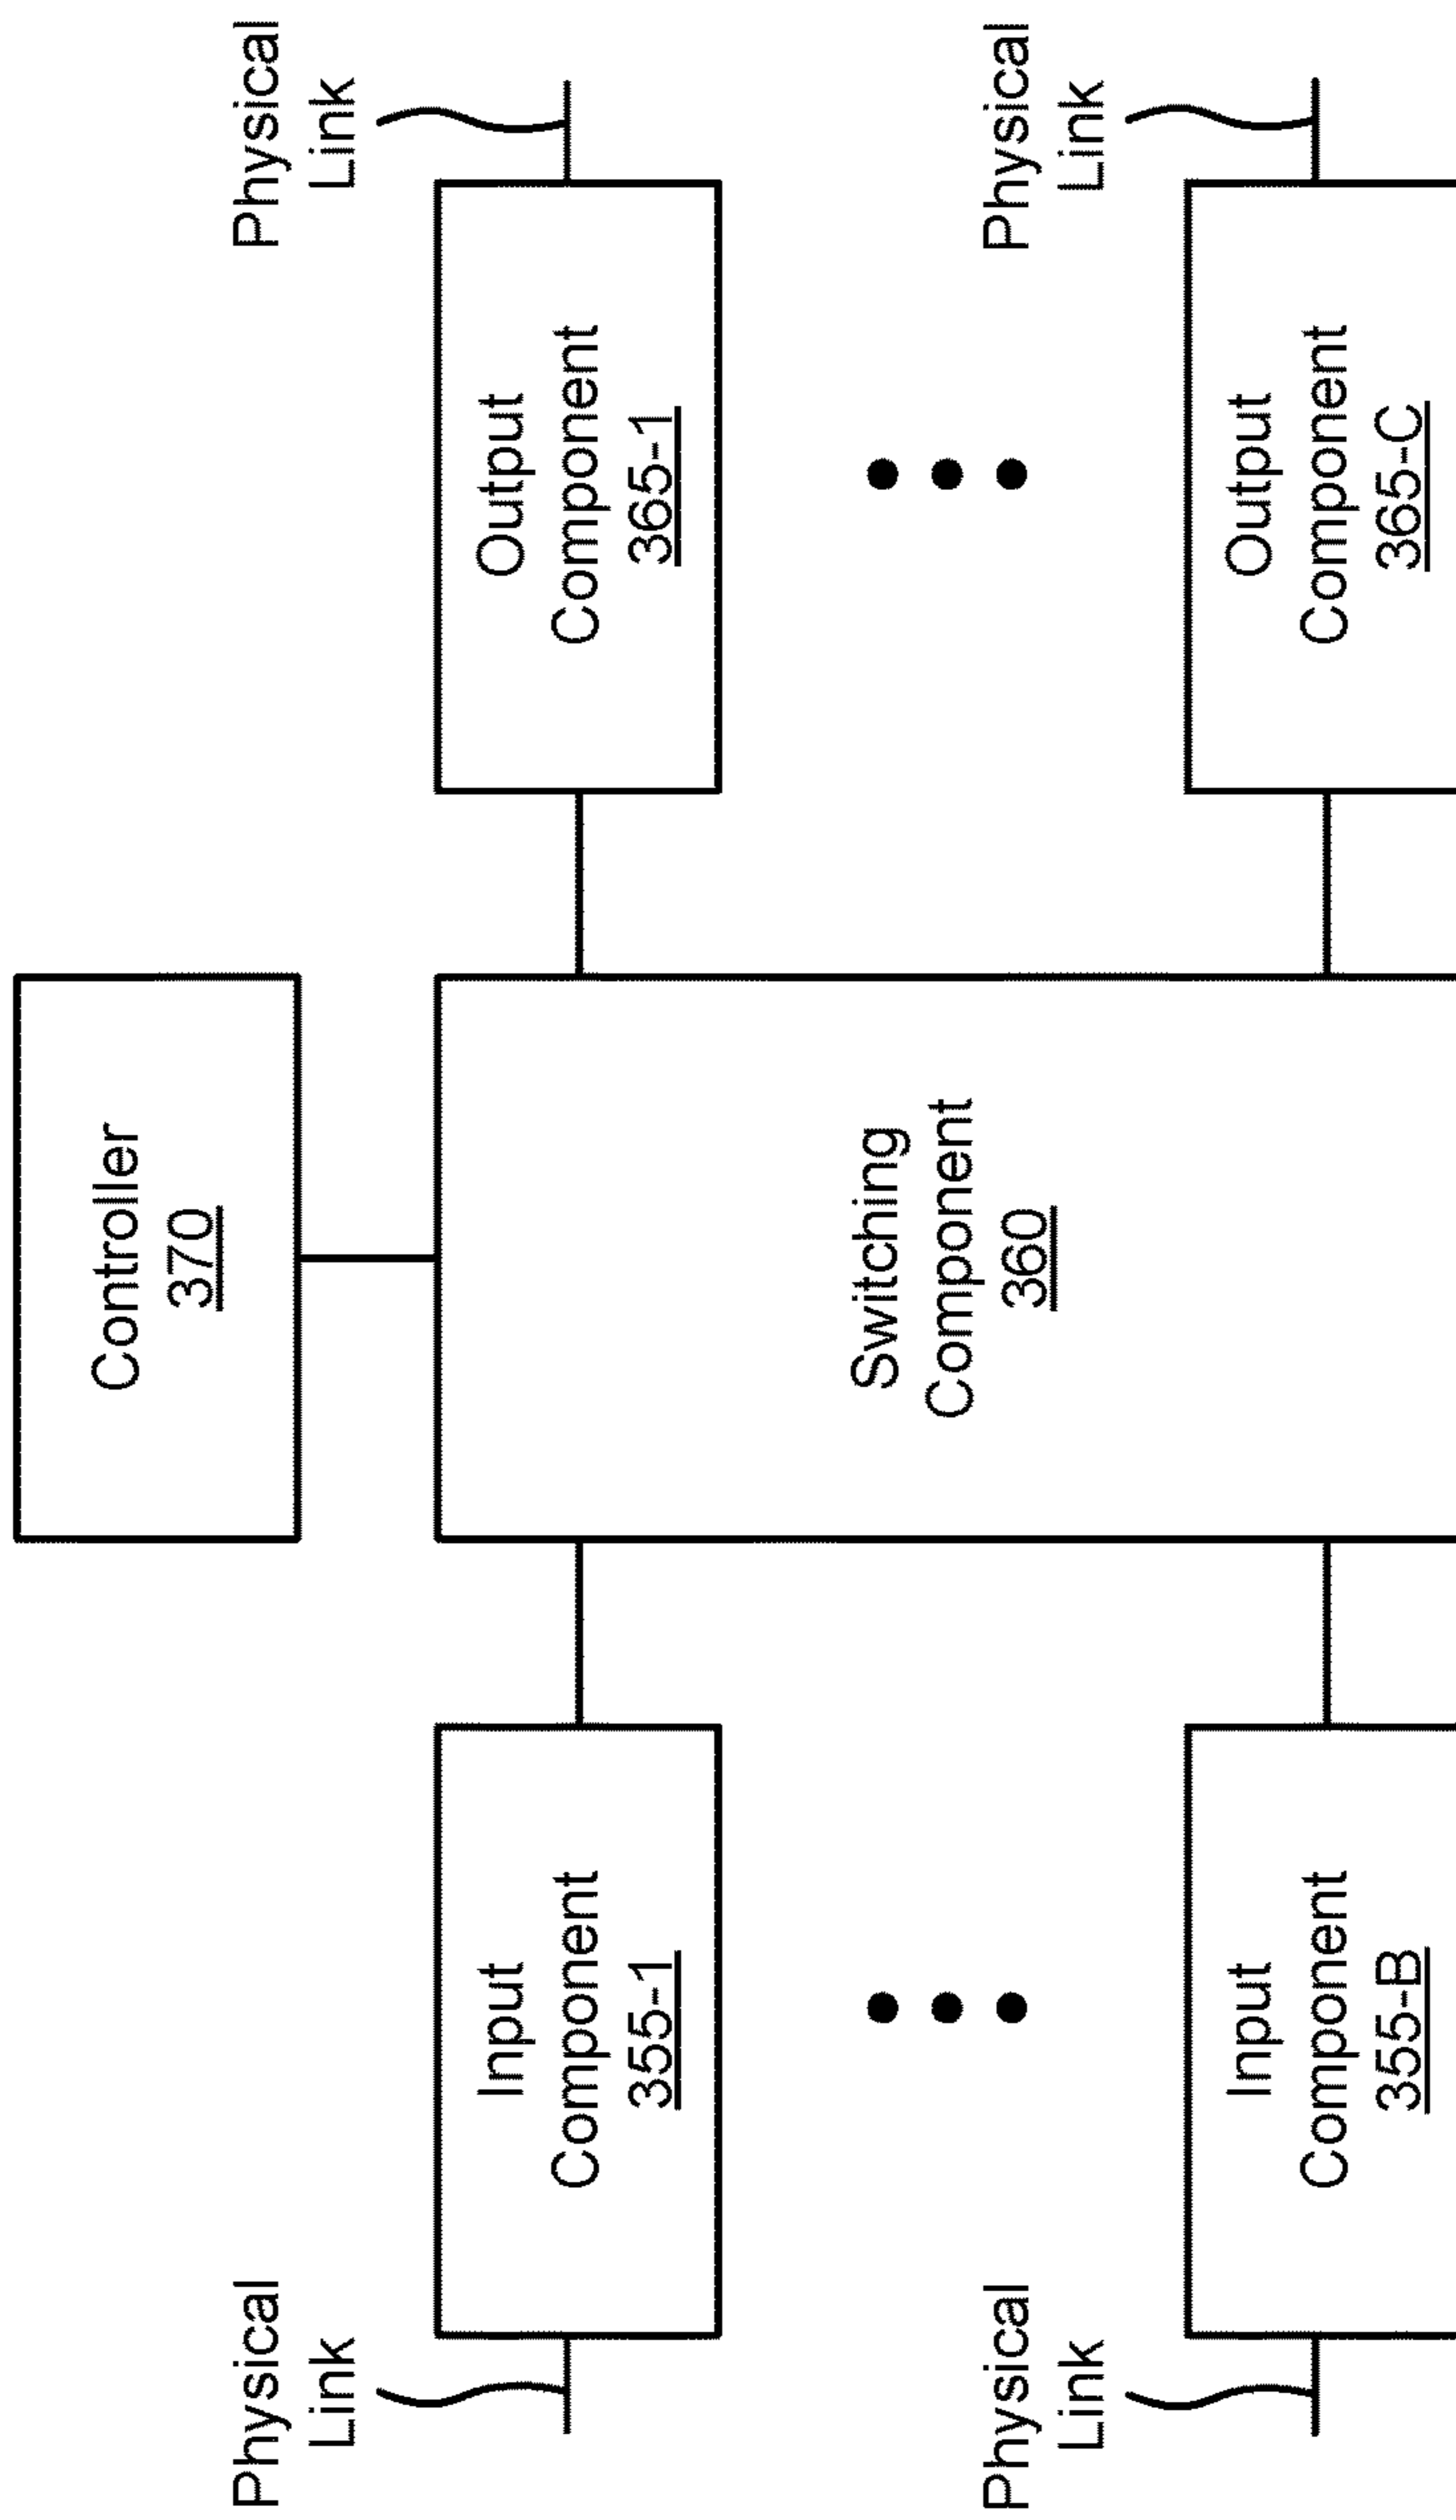 Controller
370
Physical
Link
Input
Component
355-1
Switching
Component
360
Output
Component
365-1
Physical
Link
Physical
Link
Input
Component
355-B
Output
Component
365-C
Physical
Link